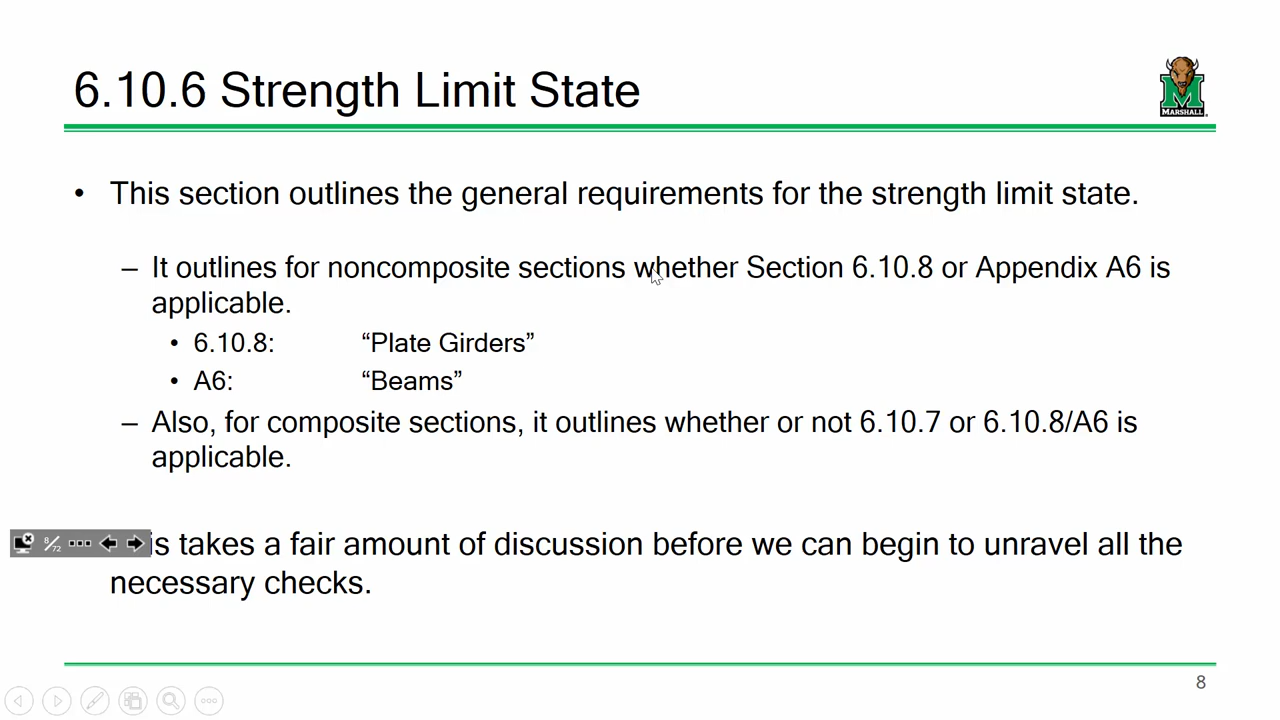 6.10.6 Strength Limit State
MARSHALL
• This section outlines the general requirements for the strength limit state.
– It outlines for noncomposite sections whether Section 6.10.8 or Appendix A6 is
applicable.
• 6.10.8: “Plate Girders”
• A6: “Beams”
– Also, for composite sections, it outlines whether or not 6.10.7 or 6.10.8/A6 is
applicable.
8/72
is takes a fair amount of discussion before we can begin to unravel all the
necessary checks.
8